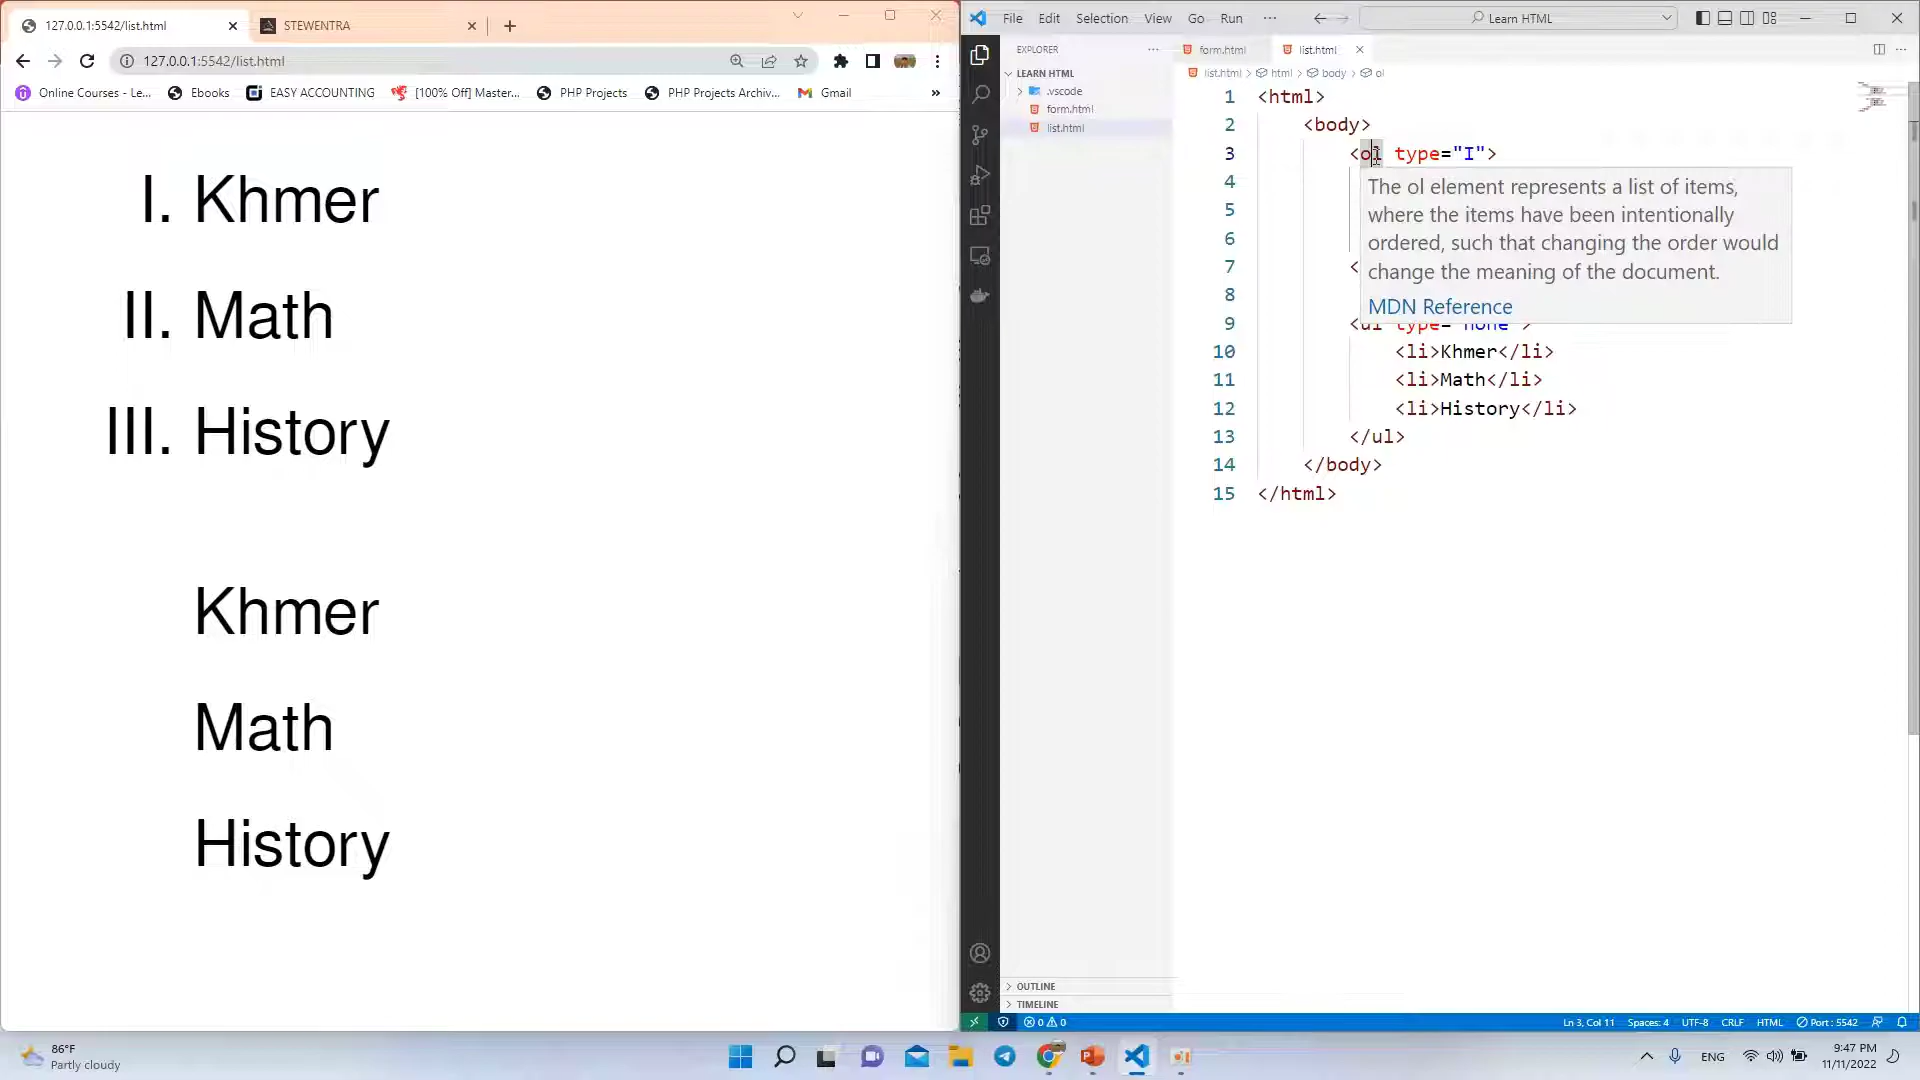 127.0.0.1:5542/list.html
STEWENTRA
127.0.0.1:5542/list.html
Online Courses - Le...
Ebooks
EASY ACCOUNTING
[100% Off] Master...
PHP Projects
PHP Projects Archiv...
Gmail
»
I. Khmer
II. Math
III. History
Khmer
Math
History
File Edit Selection View Go Run ···
Learn HTML
EXPLORER
LEARN HTML
.vscode
form.html
list.html
OUTLINE
TIMELINE
form.html
list.html
list.html > html > body > ol
1 <html>
2 <body>
3 <ol type="I">
4
The ol element represents a list of items,
5
where the items have been intentionally
6
ordered, such that changing the order would
7 <
change the meaning of the document.
8
MDN Reference
9 <ul type="none">
10 <li>Khmer</li>
11 <li>Math</li>
12 <li>History</li>
13 </ul>
14 </body>
15 </html>
0 0
Ln 3, Col 11 Spaces: 4 UTF-8 CRLF HTML Port : 5542
86°F
Partly cloudy
ENG
9:47 PM
11/11/2022